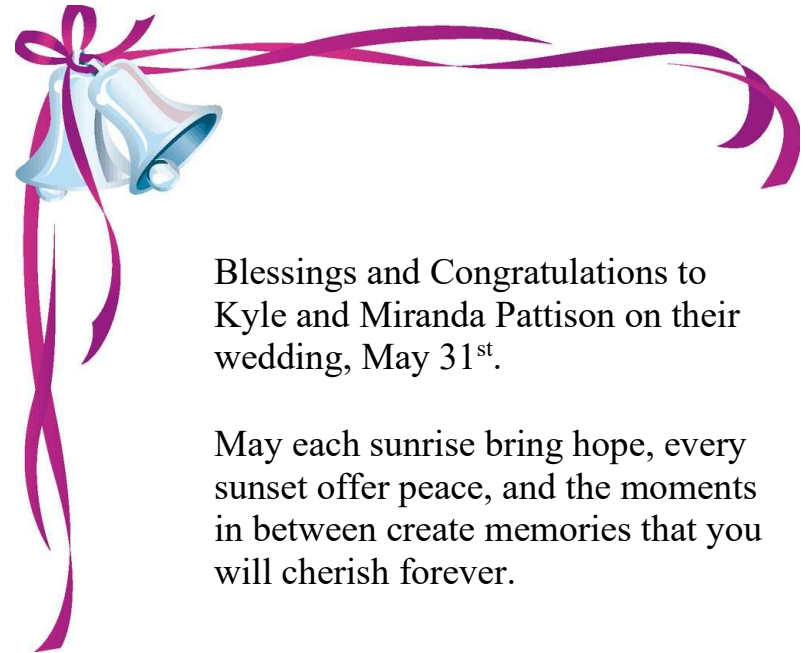 Blessings and Congratulations to
Kyle and Miranda Pattison on their
wedding, May 31st.
May each sunrise bring hope, every
sunset offer peace, and the moments
in between create memories that you
will cherish forever.